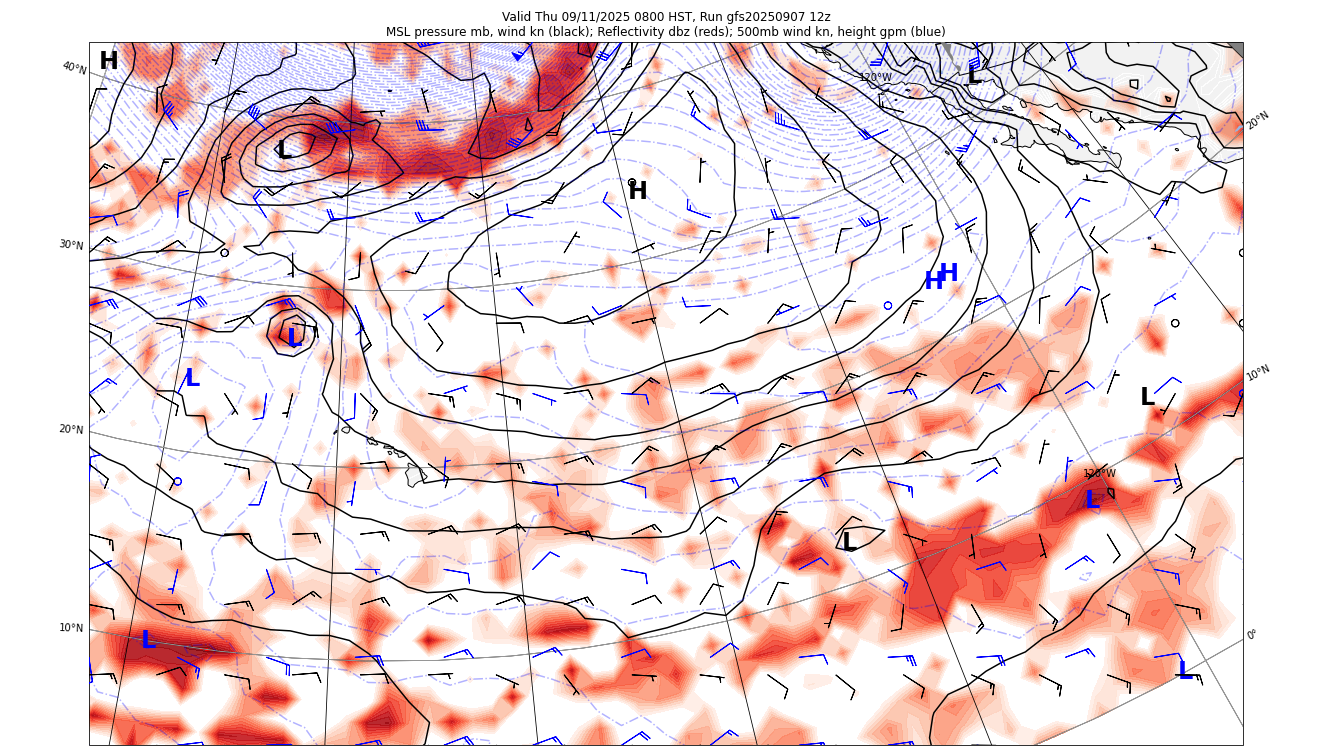 Valid Thu 09/11/2025 0800 HST, Run gfs20250907 12z
MSL pressure mb, wind kn (black); Reflectivity dbz (reds); 500mb wind kn, height gpm (blue)
H
40°N
120°W
L
20°N
L
H
30°N
H
H
L
L
10°N
L
20°N
120°W
L
L
10°N
L
0°
L